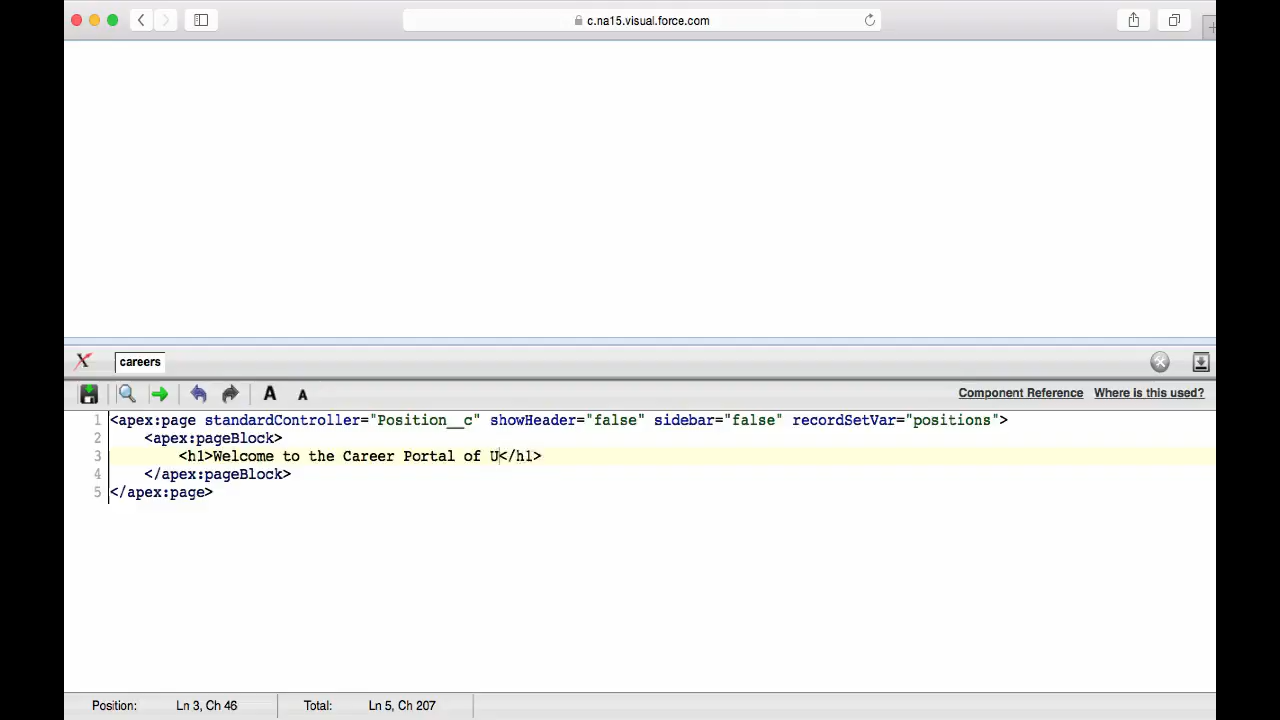 c.na15.visual.force.com
careers
A A Component Reference Where is this used?
1 <apex:page standardController="Position__c" showHeader="false" sidebar="false" recordSetVar="positions">
2 <apex:pageBlock>
3 <h1>Welcome to the Career Portal of U</h1>
4 </apex:pageBlock>
5 </apex:page>
Position: Ln 3, Ch 46 Total: Ln 5, Ch 207